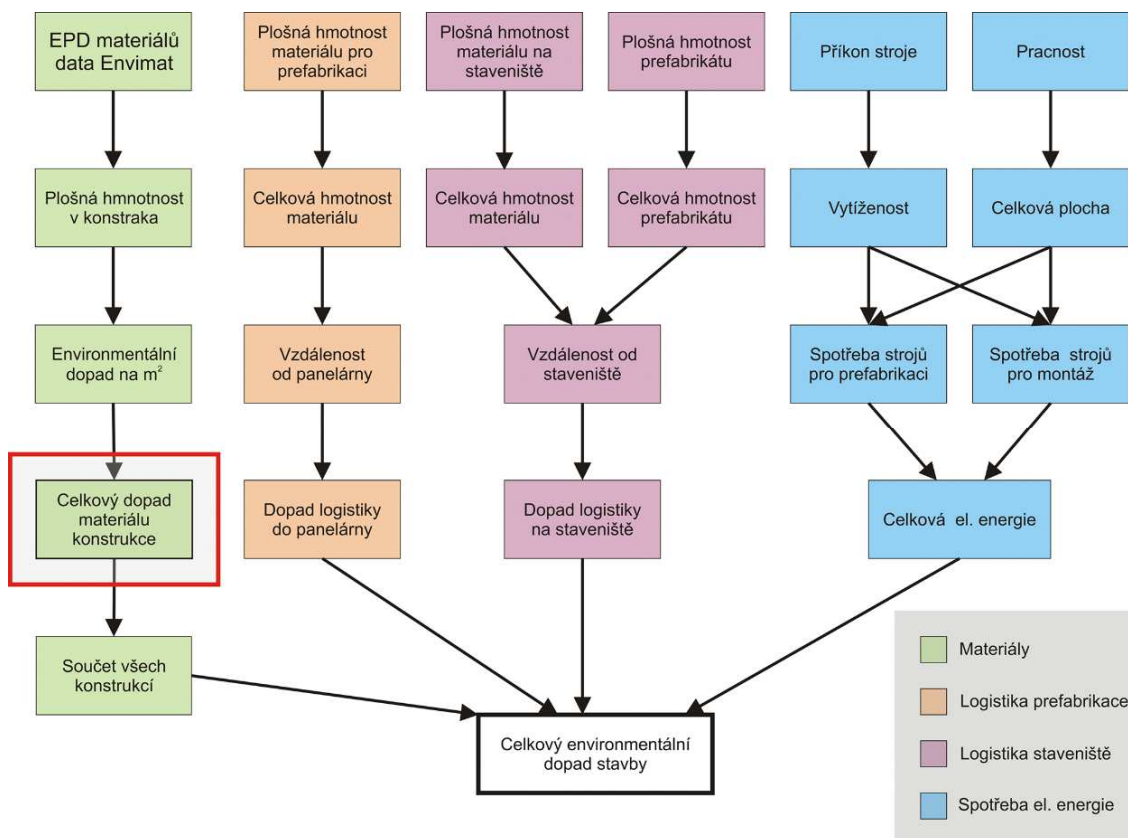 EPD materiálů
data Envimat
Plošná hmotnost
materiálu pro
prefabrikaci
Plošná hmotnost
materiálu na
staveniště
Plošná hmotnost
prefabrikátu
Příkon stroje
Pracnost
Plošná hmnotnost
v konstraka
Celková hmotnost
materiálu
Celková hmotnost
materiálu
Celková hmotnost
prefabrikátu
Vytíženost
Celková plocha
Environmentální
dopad na m²
Vzdálenost
od panelárny
Vzdálenost od
staveniště
Spotřeba strojů
pro prefabrikaci
Spotřeba strojů
pro montáž
Celkový dopad
materiálu
konstrukce
Dopad logistiky
do panelárny
Dopad logistiky
na staveniště
Celková el. energie
Součet všech
konstrukcí
Celkový environmentální
dopad stavby
Materiály
Logistika prefabrikace
Logistika staveniště
Spotřeba el. energie